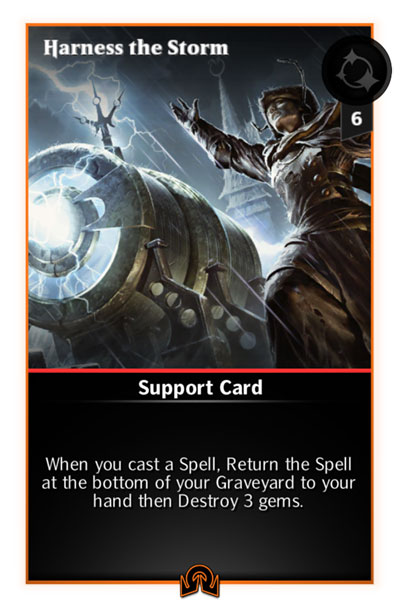 Harness the Storm
6
Support Card
When you cast a Spell, Return the Spell
at the bottom of your Graveyard to your
hand then Destroy 3 gems.